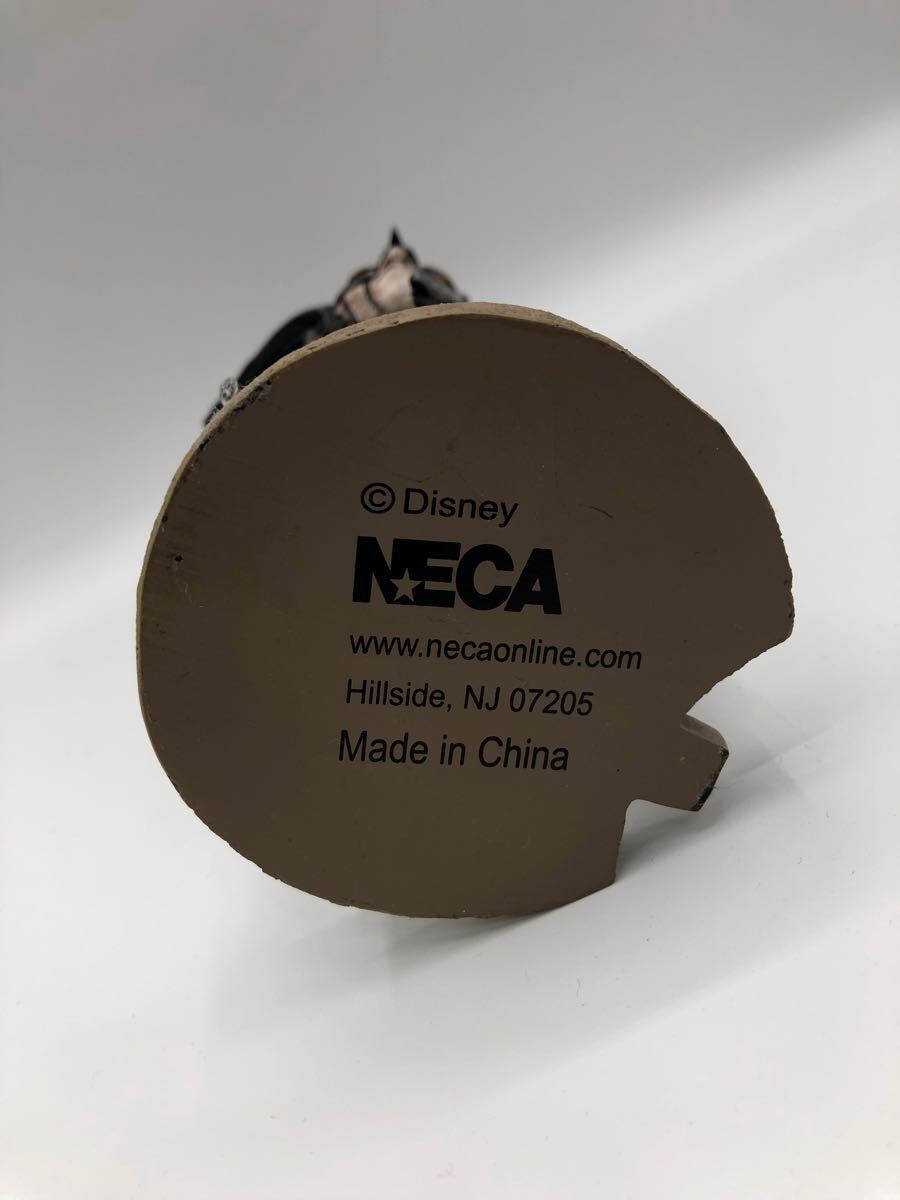 © Disney
NECA
www.necaonline.com
Hillside, NJ 07205
Made in China